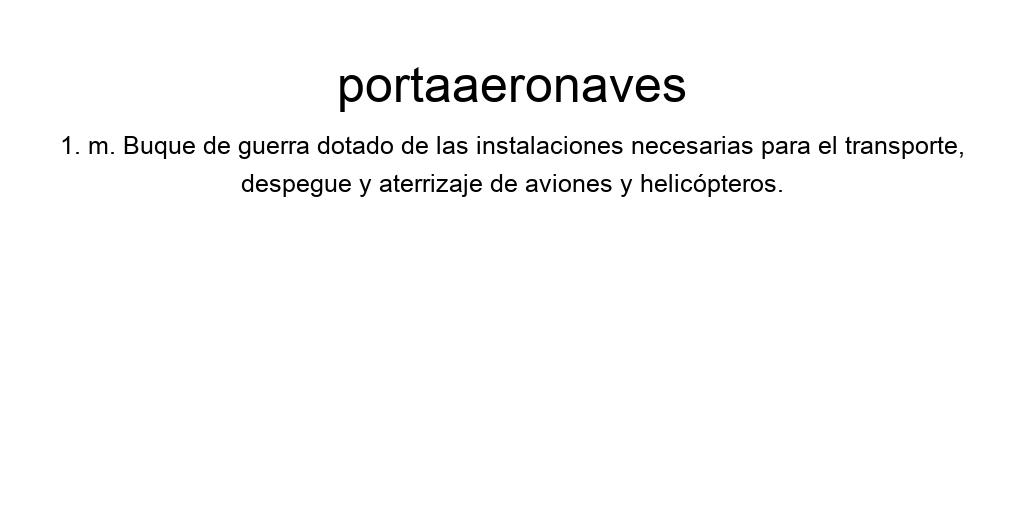 portaaeronaves
1. m. Buque de guerra dotado de las instalaciones necesarias para el transporte,
despegue y aterrizaje de aviones y helicópteros.